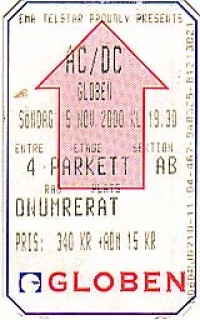 EMA TELSTAR PROUDLY PRESENTS
AC/DC
GLOBEN
SÖNDAG 5 NOV 2000 KL 19.30
ENTRE ETAGE SEKTION
4 PARKETT AB
RAD PLATS
ONUMRERAT
PRIS: 340 KR +ADM 15 KR
GLOBEN